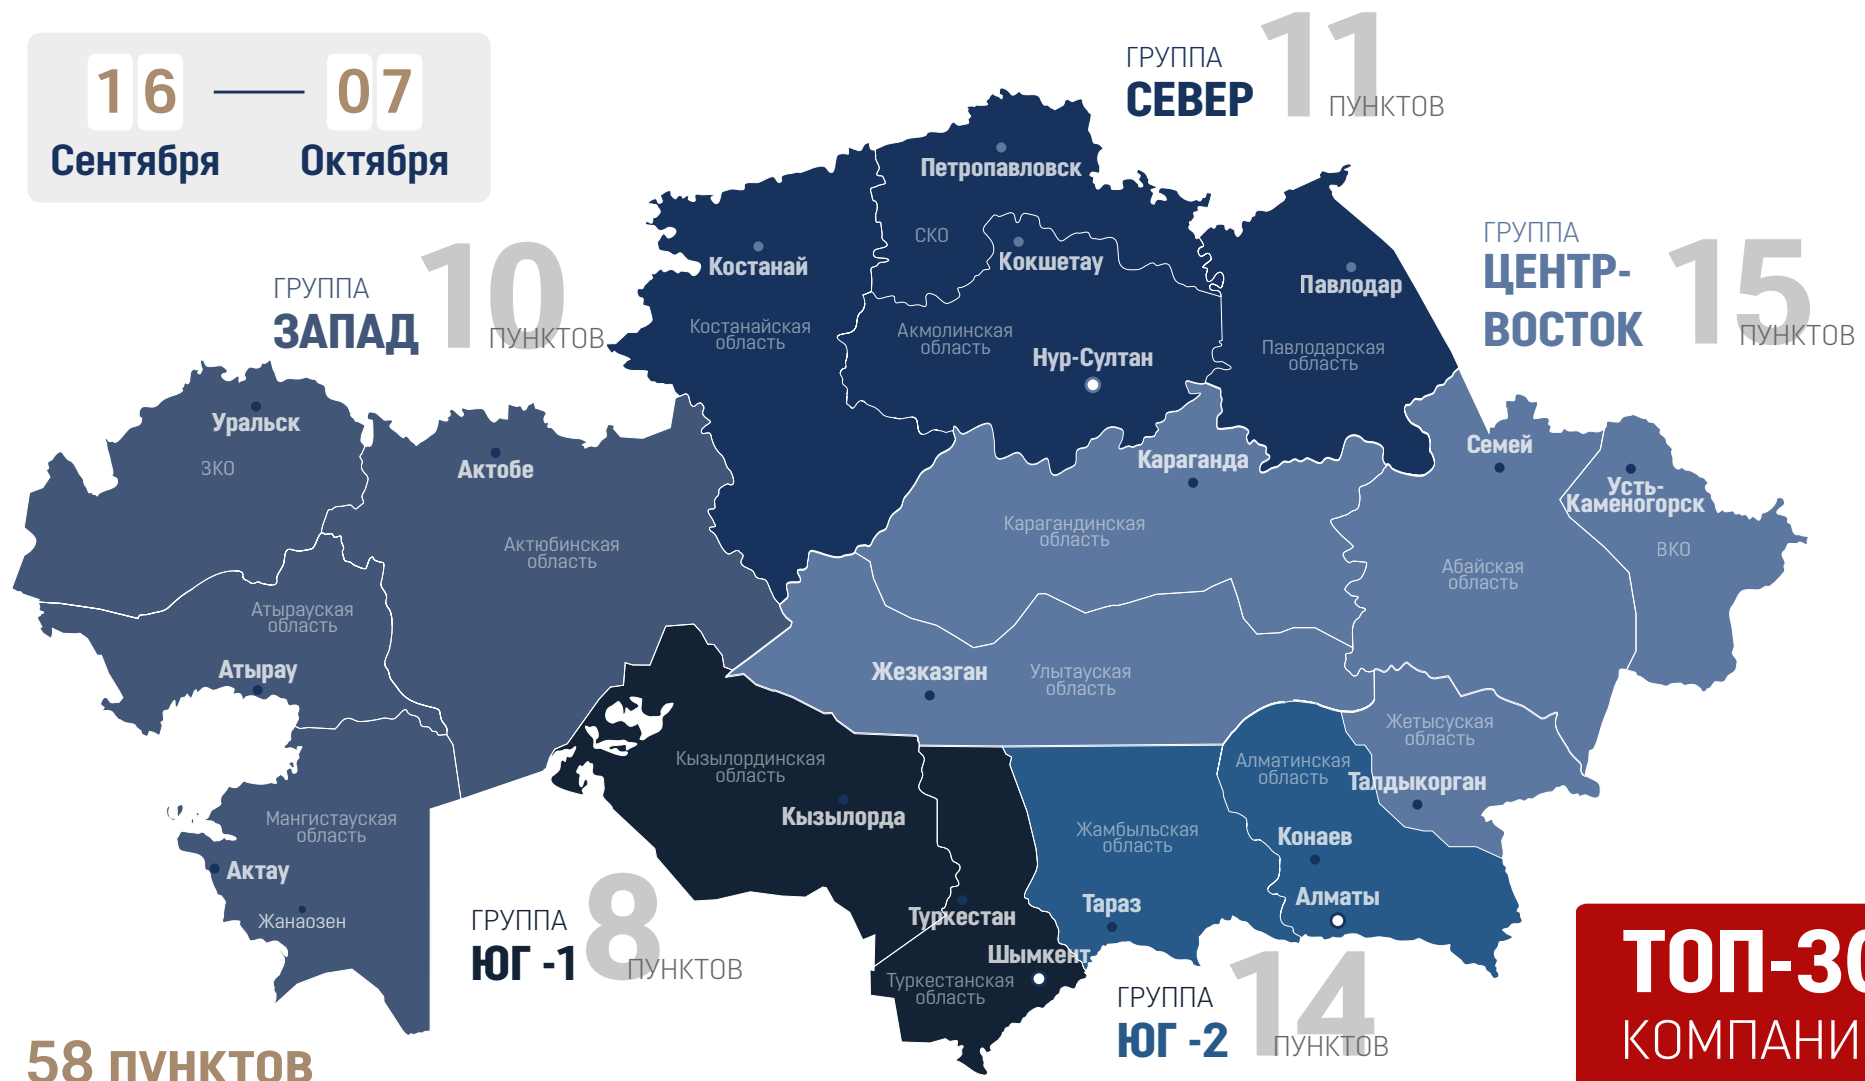 16 07
Сентября Октября
ГРУППА
СЕВЕР
11
ПУНКТОВ
ГРУППА
ЗАПАД
10
ПУНКТОВ
ГРУППА
ЦЕНТР-
ВОСТОК
15
ПУНКТОВ
Петропавловск
СКО
Кокшетау
Костанай
Костанайская
область
Акмолинская
область
Нур-Султан
Павлодар
Павлодарская
область
Уральск
ЗКО
Актобе
Актюбинская
область
Атырауская
область
Атырау
Мангистауская
область
Актау
Жанаозен
Караганда
Карагандинская
область
Семей
Абайская
область
Усть-
Каменогорск
ВКО
Жезказган
Улытауская
область
Жетысуская
область
Талдыкорган
Кызылординская
область
Кызылорда
Туркестан
Шымкент
Туркестанская
область
Жамбылская
область
Тараз
Алматинская
область
Конаев
Алматы
ГРУППА
ЮГ -1
8
ПУНКТОВ
ГРУППА
ЮГ -2
14
ПУНКТОВ
58 ПУНКТОВ
ТОП-30
КОМПАНИ